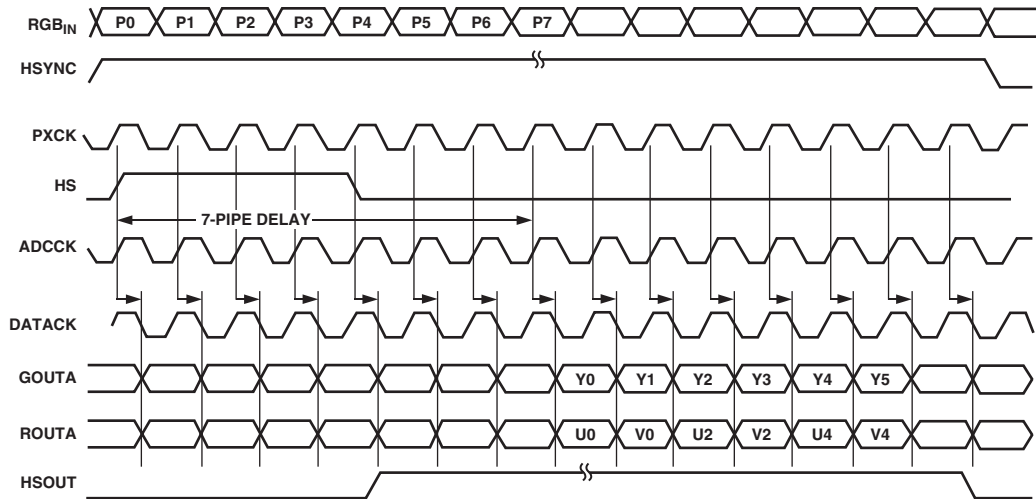 RGBIN P0 P1 P2 P3 P4 P5 P6 P7
HSYNC
PXCK
HS
7-PIPE DELAY
ADCCK
DATACK
GOUTA Y0 Y1 Y2 Y3 Y4 Y5
ROUTA U0 V0 U2 V2 U4 V4
HSOUT